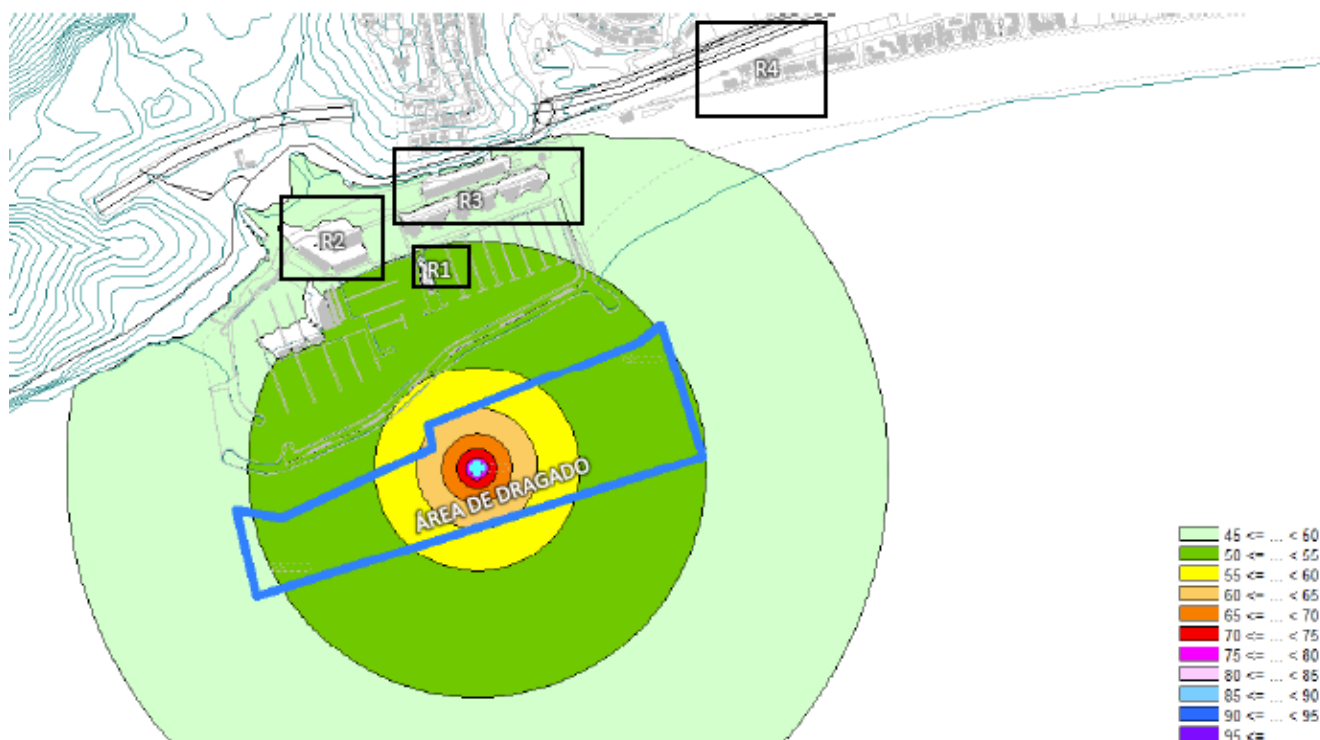 R4
R3
R2
R1
ÁREA DE DRAGADO
45 <= ... < 60
50 <= ... < 55
55 <= ... < 60
60 <= ... < 65
65 <= ... < 70
70 <= ... < 75
75 <= ... < 80
80 <= ... < 85
85 <= ... < 90
90 <= ... < 95
95 <=